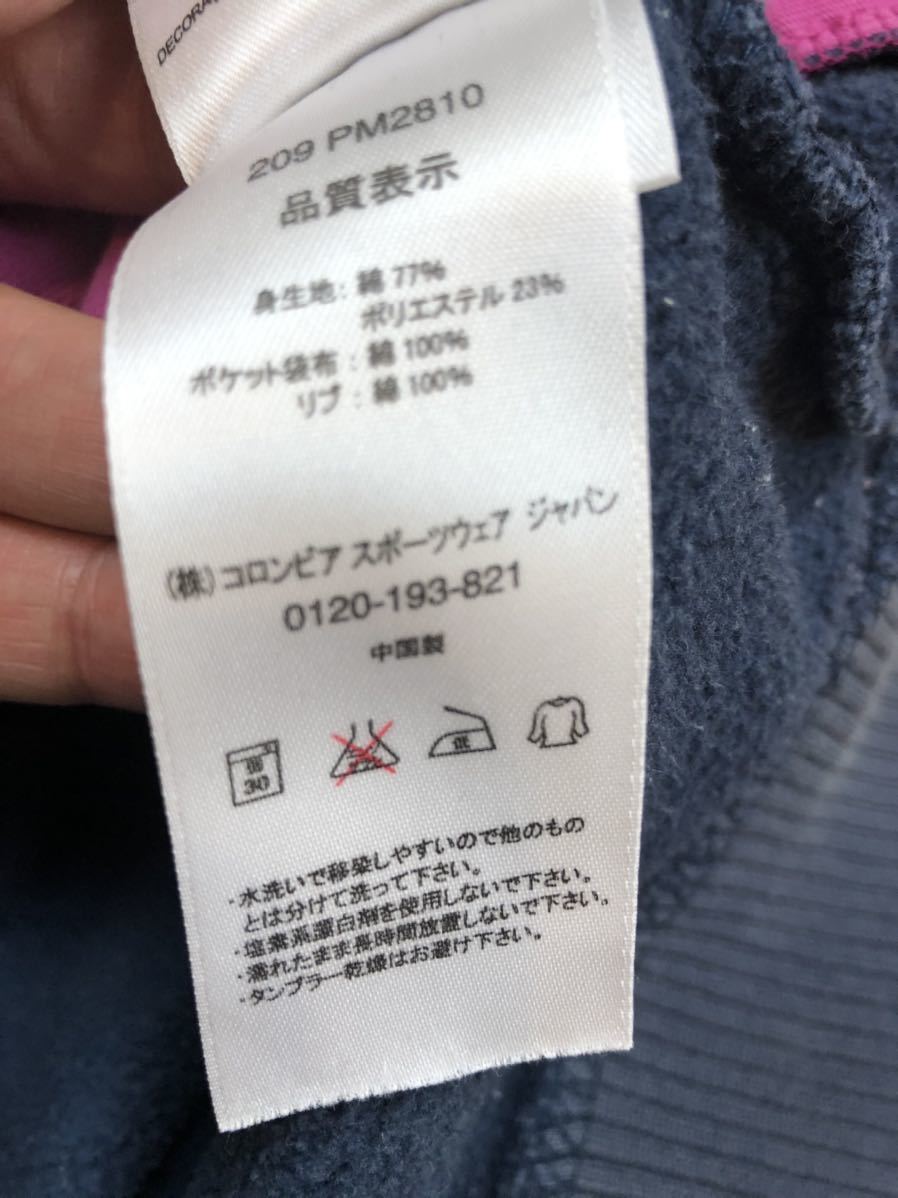 DECORA
209 PM2810
品質表示
身生地: 綿 77%
ポリエステル 23%
ポケット袋布 : 綿 100%
リブ : 綿 100%
(株) コロンビア スポーツウェア ジャパン
0120-193-821
中国製
弱
30
低
・水洗いで移染しやすいので他のもの
とは分けて洗って下さい。
・塩素系漂白剤を使用しないで下さい。
・濡れたまま長時間放置しないで下さい。
・タンブラー乾燥はお避け下さい。